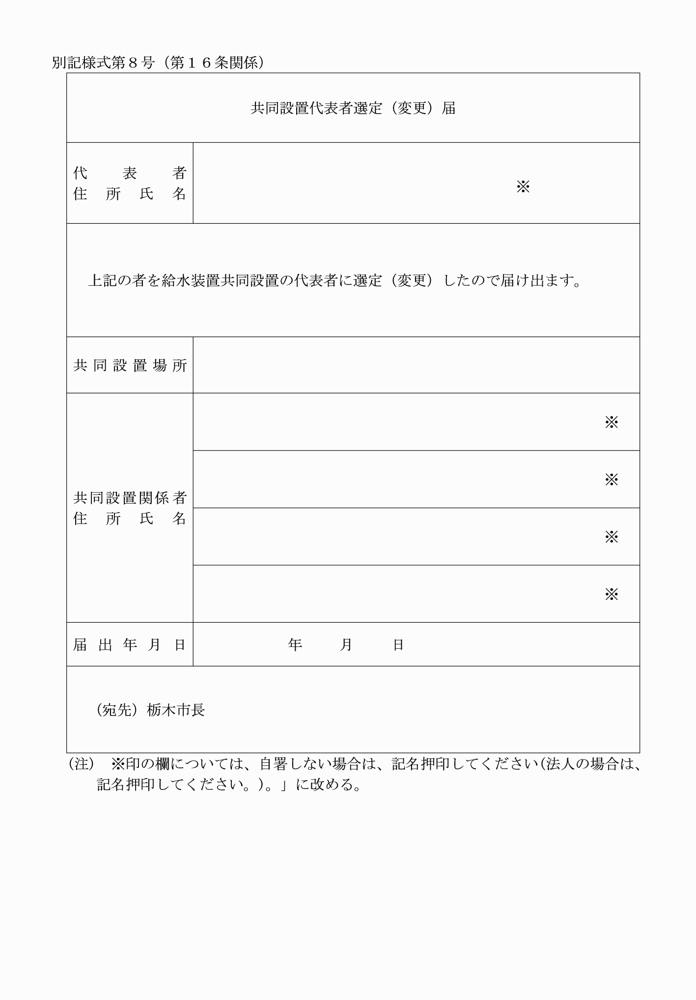 別記様式第８号（第１６条関係）
共同設置代表者選定（変更）届
代表者
住所氏名
※
上記の者を給水装置共同設置の代表者に選定（変更）したので届け出ます。
共同設置場所
※
※
共同設置関係者
住所氏名
※
※
届出年月日
年　月　日
（宛先）栃木市長
（注）　※印の欄については、自署しない場合は、記名押印してください（法人の場合は、
記名押印してください。）。」に改める。